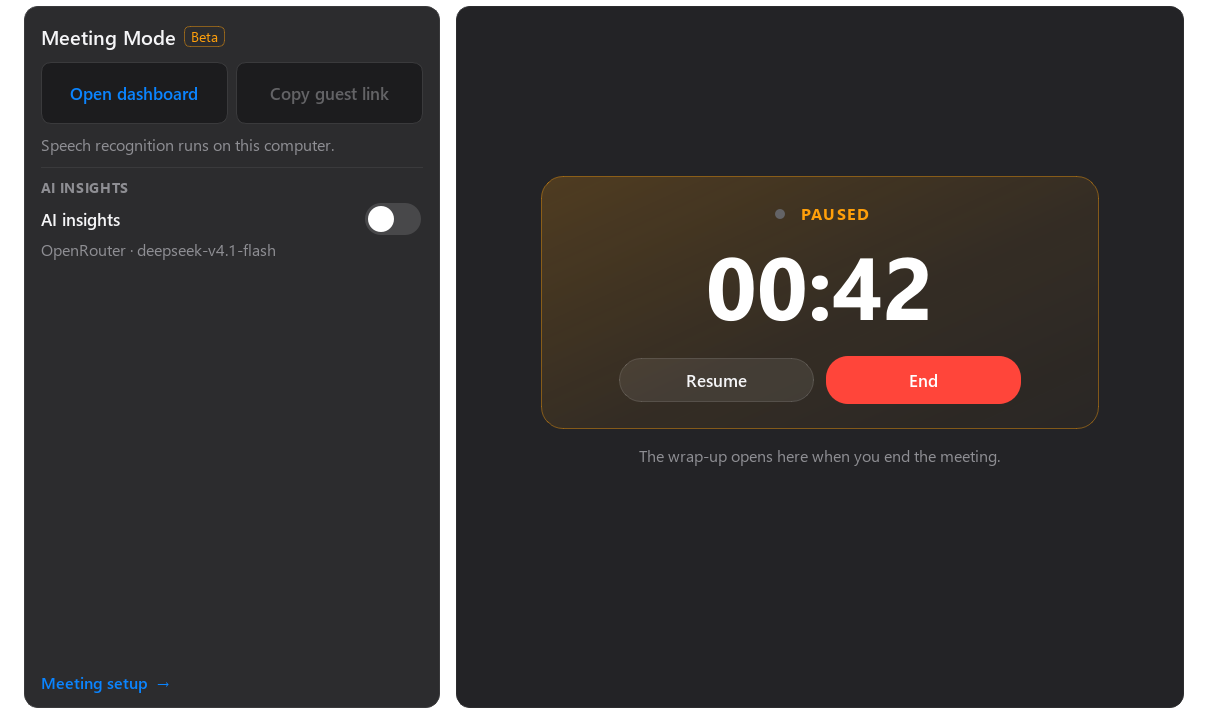 Meeting Mode Beta
Open dashboard
Copy guest link
Speech recognition runs on this computer.
AI INSIGHTS
AI insights
OpenRouter · deepseek-v4.1-flash
Meeting setup →
PAUSED
00:42
Resume
End
The wrap-up opens here when you end the meeting.